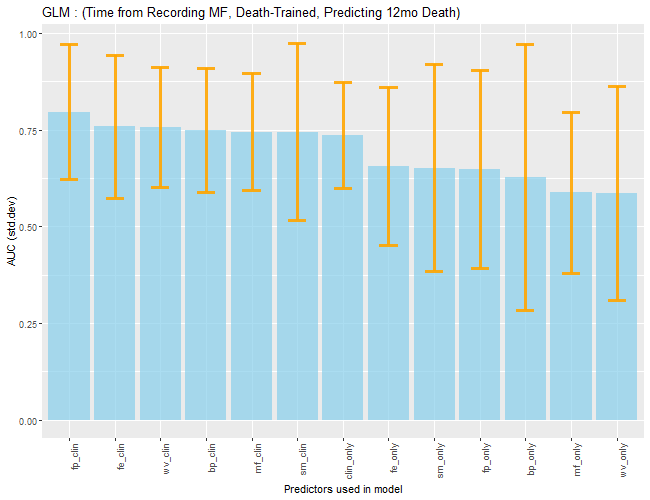 GLM : (Time from Recording MF, Death-Trained, Predicting 12mo Death)
1.00
0.75
0.50
0.25
0.00
AUC (std.dev)
fp_clin
fe_clin
wv_clin
bp_clin
mf_clin
sm_clin
clin_only
fe_only
sm_only
fp_only
bp_only
mf_only
wv_only
Predictors used in model